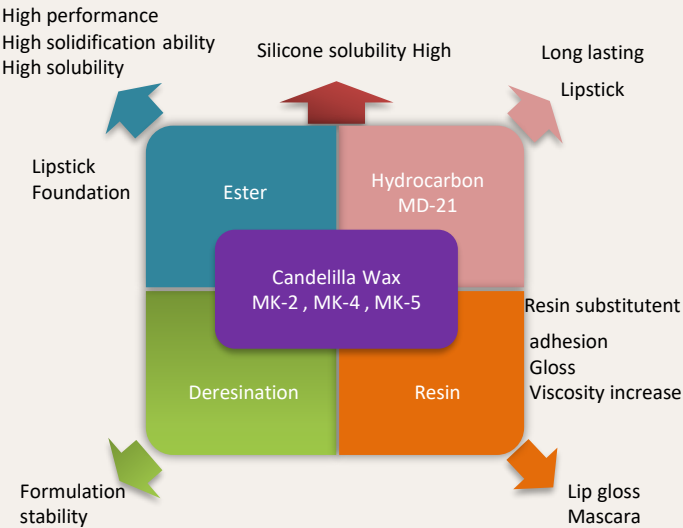 High performance
High solidification ability
High solubility
Silicone solubility High
Long lasting
Lipstick
Lipstick
Foundation
Ester
Hydrocarbon
MD-21
Candelilla Wax
MK-2 , MK-4 , MK-5
Resin substitutent
adhesion
Gloss
Viscosity increase
Deresination
Resin
Formulation
stability
Lip gloss
Mascara